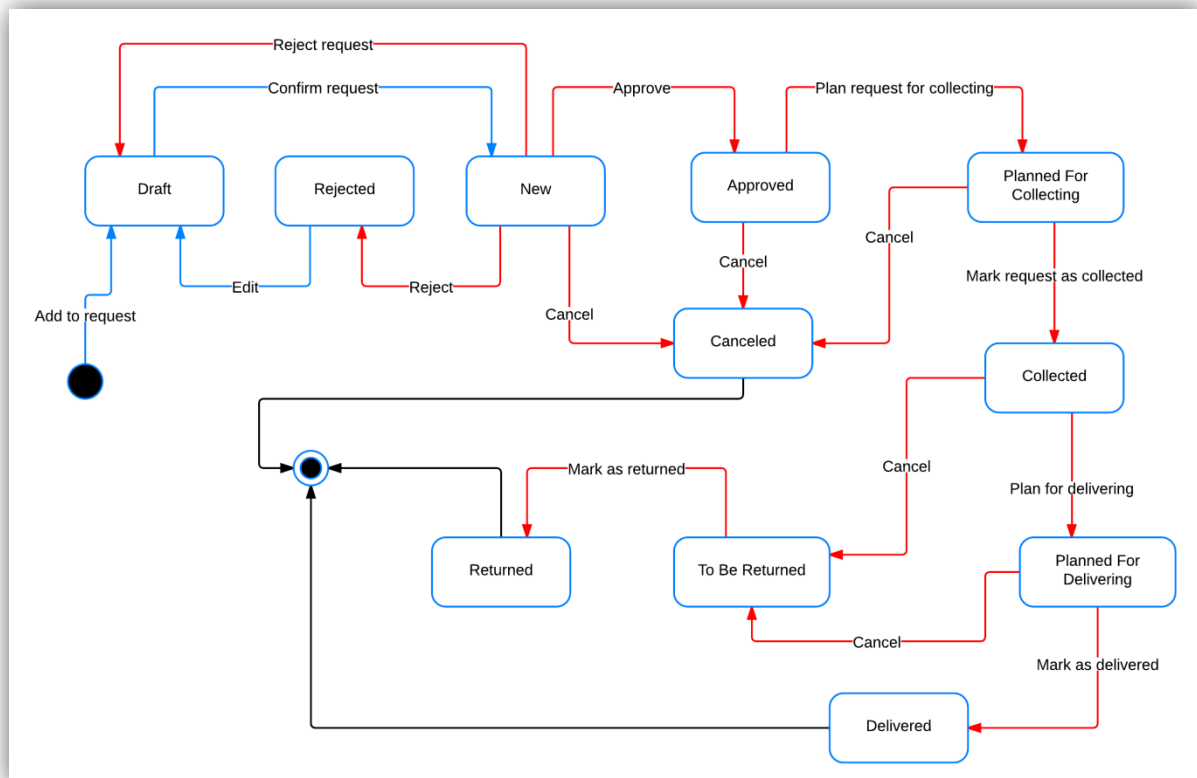 Reject request
Confirm request
Approve
Plan request for collecting
Draft
Rejected
New
Approved
Planned For
Collecting
Cancel
Cancel
Mark request as collected
Edit
Reject
Add to request
Cancel
Canceled
Collected
Mark as returned
Cancel
Plan for delivering
Returned
To Be Returned
Planned For
Delivering
Cancel
Mark as delivered
Delivered